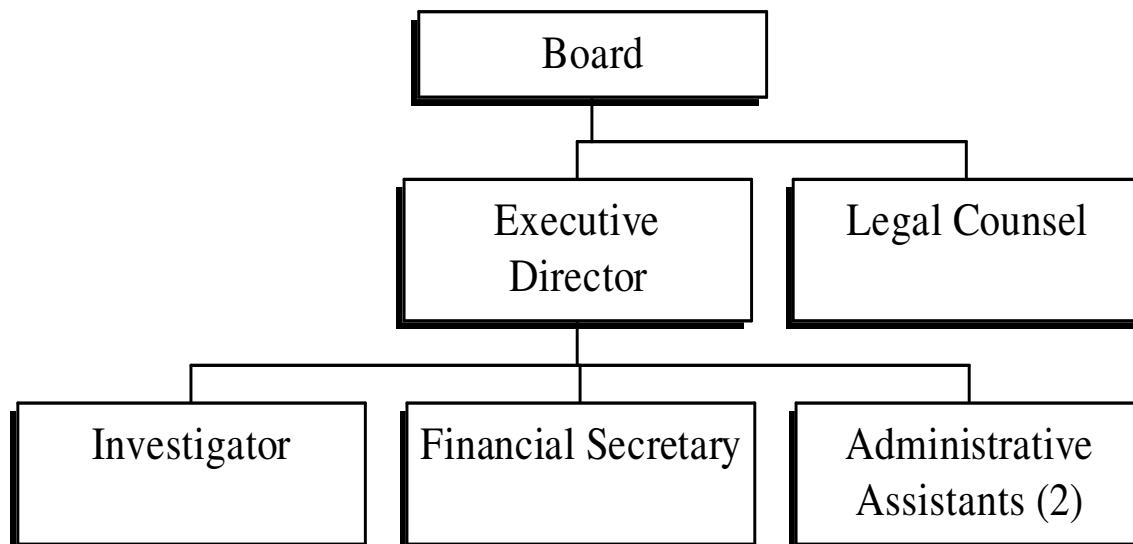 Board
Executive
Director
Legal Counsel
Investigator
Financial Secretary
Administrative
Assistants (2)